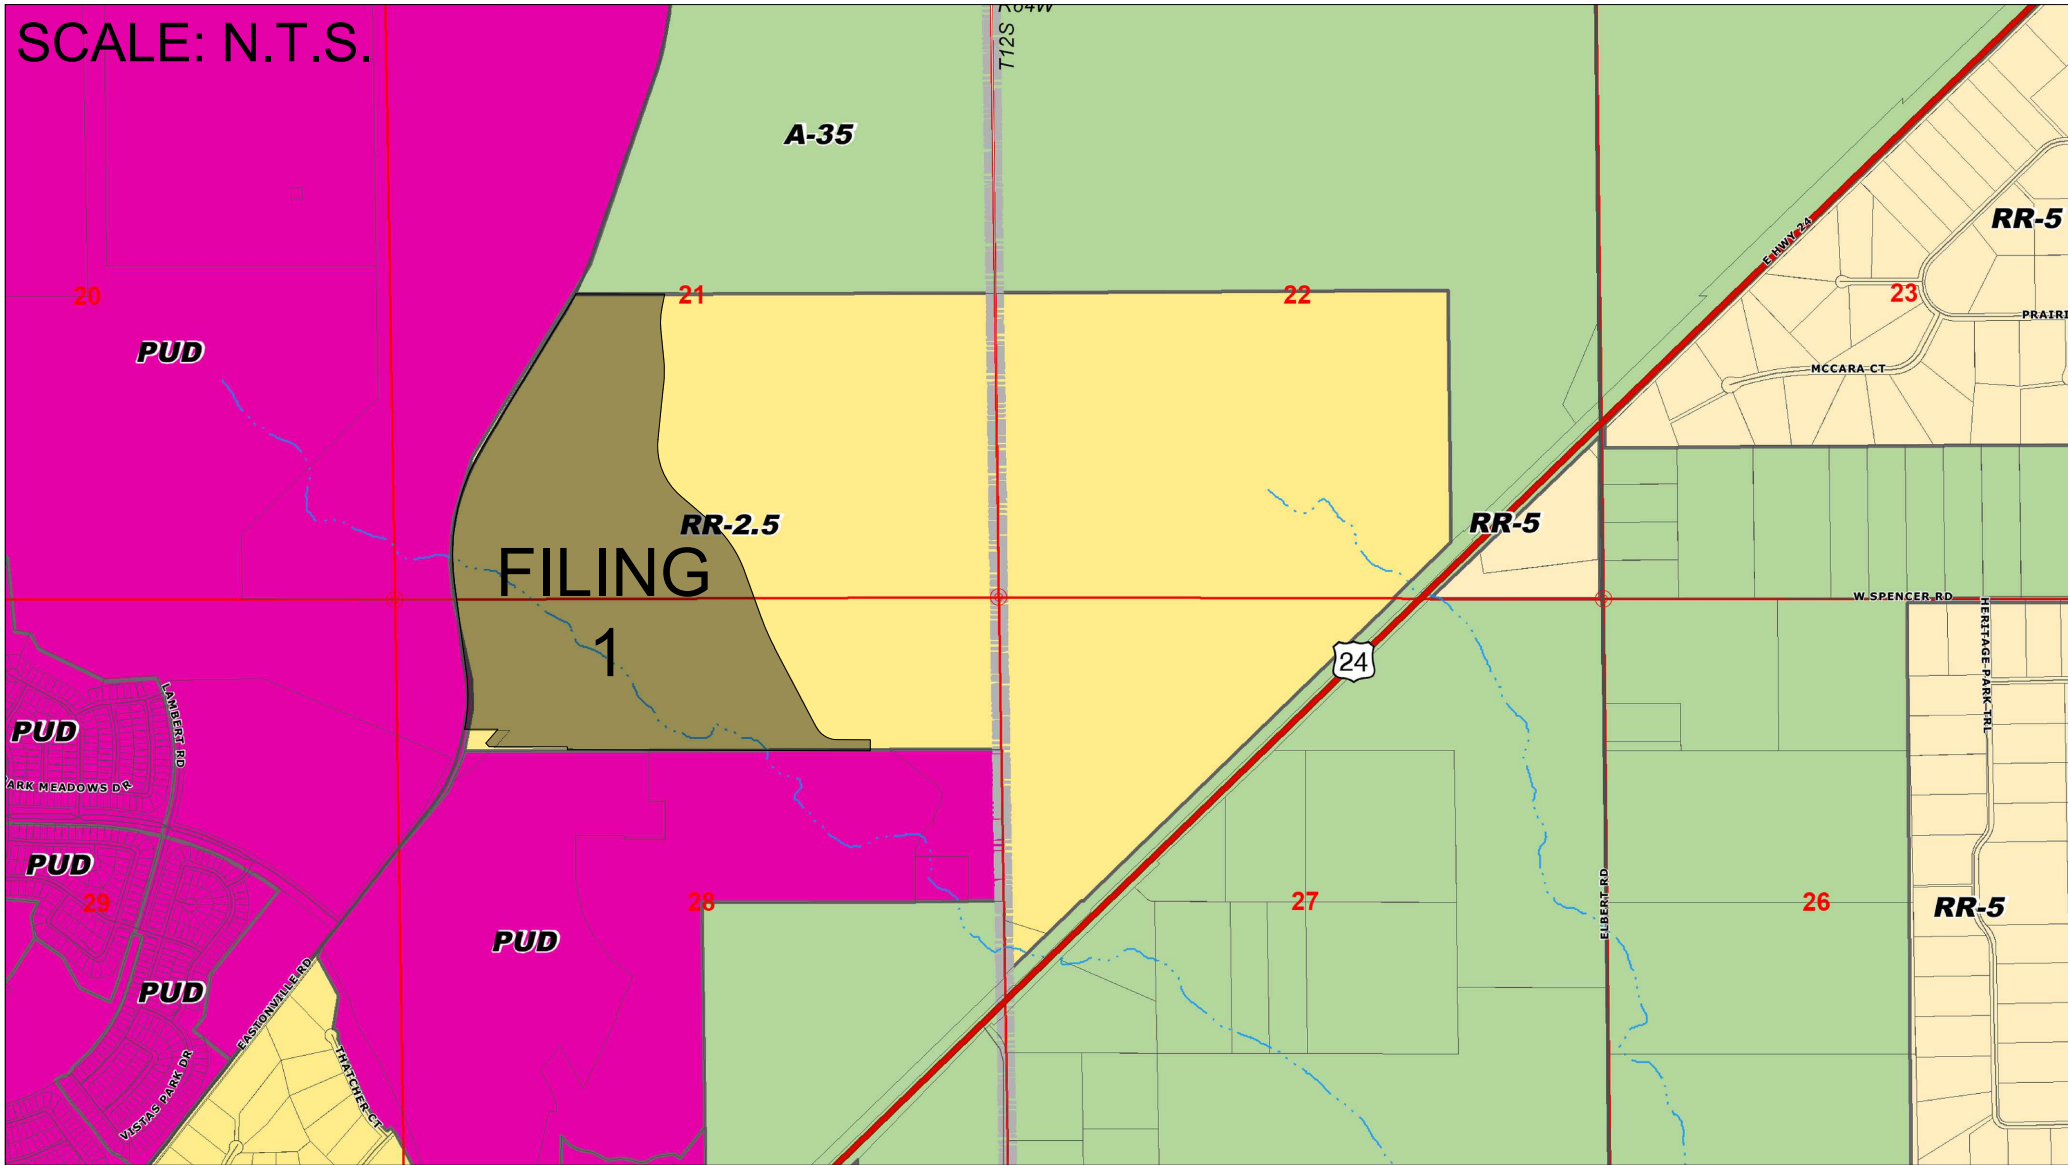 SCALE: N.T.S.
R64W
T12S
A-35
E HWY 24
RR-5
20
21
22
23
PRAIRI
PUD
MCCARA CT
RR-2.5
RR-5
FILING
1
W SPENCER RD
HERITAGE PARK TRL
24
LAMBERT RD
PUD
ARK MEADOWS DR
PUD
29
28
27
26
ELBERT RD
RR-5
PUD
PUD
EASTONVILLE RD
VISTAS PARK DR
THATCHER CT